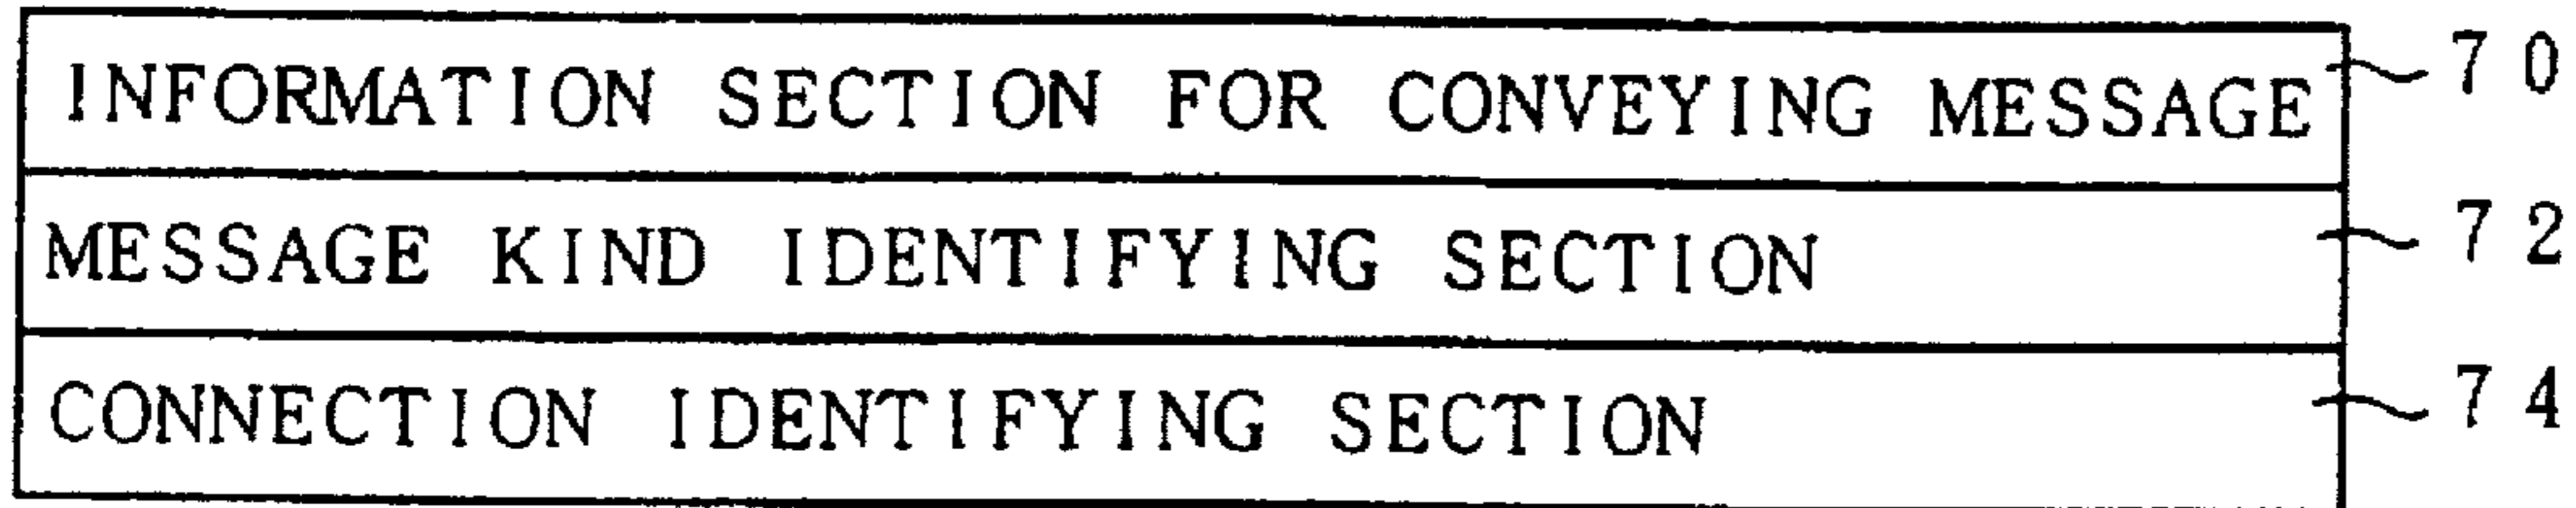 INFORMATION SECTION FOR CONVEYING MESSAGE 70
MESSAGE KIND IDENTIFYING SECTION 72
CONNECTION IDENTIFYING SECTION 74